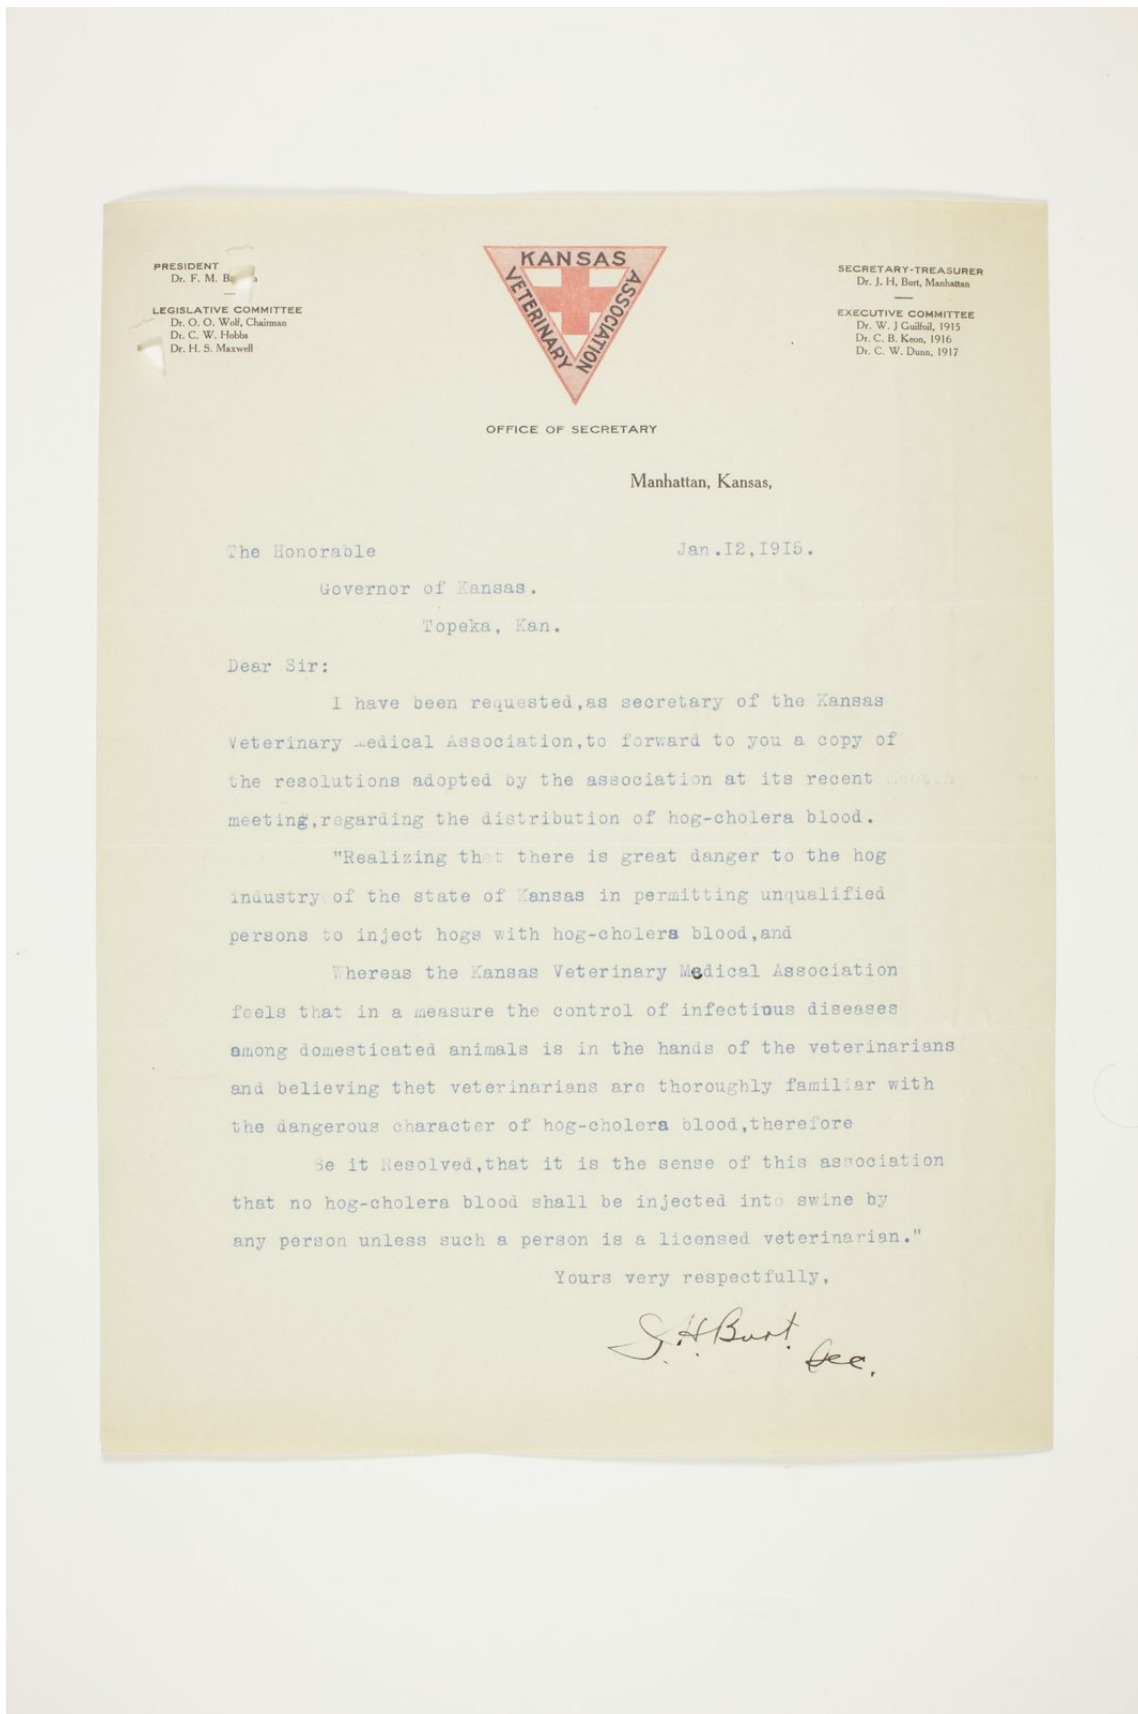 PRESIDENT
Dr. F. M.
LEGISLATIVE COMMITTEE
Dr. O. O. Wolf, Chairman
Dr. C. W. Hobbs
Dr. H. S. Maxwell
KANSAS
VETERINARY
ASSOCIATION
SECRETARY-TREASURER
Dr. J. H, Burt, Manhattan
EXECUTIVE COMMITTEE
Dr. W. J Guilfoil, 1915
Dr. C. B. Keon, 1916
Dr. C. W. Dunn, 1917
OFFICE OF SECRETARY
Manhattan, Kansas,
The Honorable Jan.I2,I9I5.
Governor of Kansas.
Topeka, Kan.
Dear Sir:
I have been requested,as secretary of the Kansas
Veterinary Medical Association,to forward to you a copy of
the resolutions adopted by the association at its recent
meeting,regarding the distribution of hog-cholera blood.
"Realizing that there is great danger to the hog
industry of the state of Kansas in permitting unqualified
persons to inject hogs with hog-cholera blood,and
Whereas the Kansas Veterinary Medical Association
feels that in a measure the control of infectious diseases
among domesticated animals is in the hands of the veterinarians
and believing thet veterinarians are thoroughly familiar with
the dangerous character of hog-cholera blood,therefore
Be it Resolved,that it is the sense of this association
that no hog-cholera blood shall be injected into swine by
any person unless such a person is a licensed veterinarian."
Yours very respectfully,
J.H.Burt. Sec.